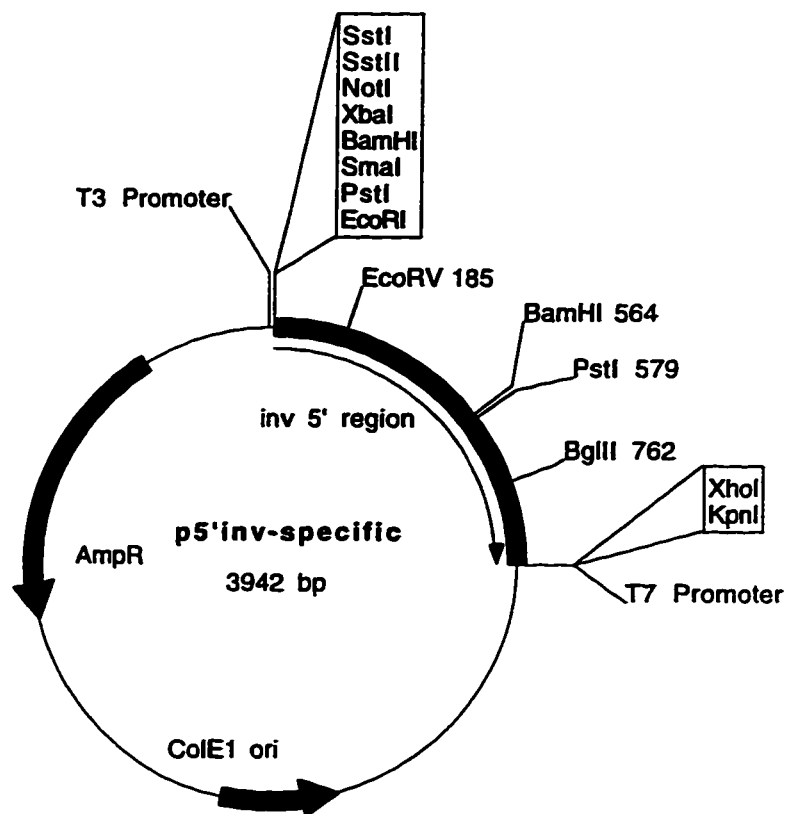 SstI
SstII
NotI
XbaI
BamHI
SmaI
PstI
EcoRI
T3 Promoter
EcoRV 185
BamHI 564
PstI 579
inv 5' region
BglII 762
XhoI
KpnI
p5'inv-specific
AmpR
3942 bp
T7 Promoter
ColE1 ori